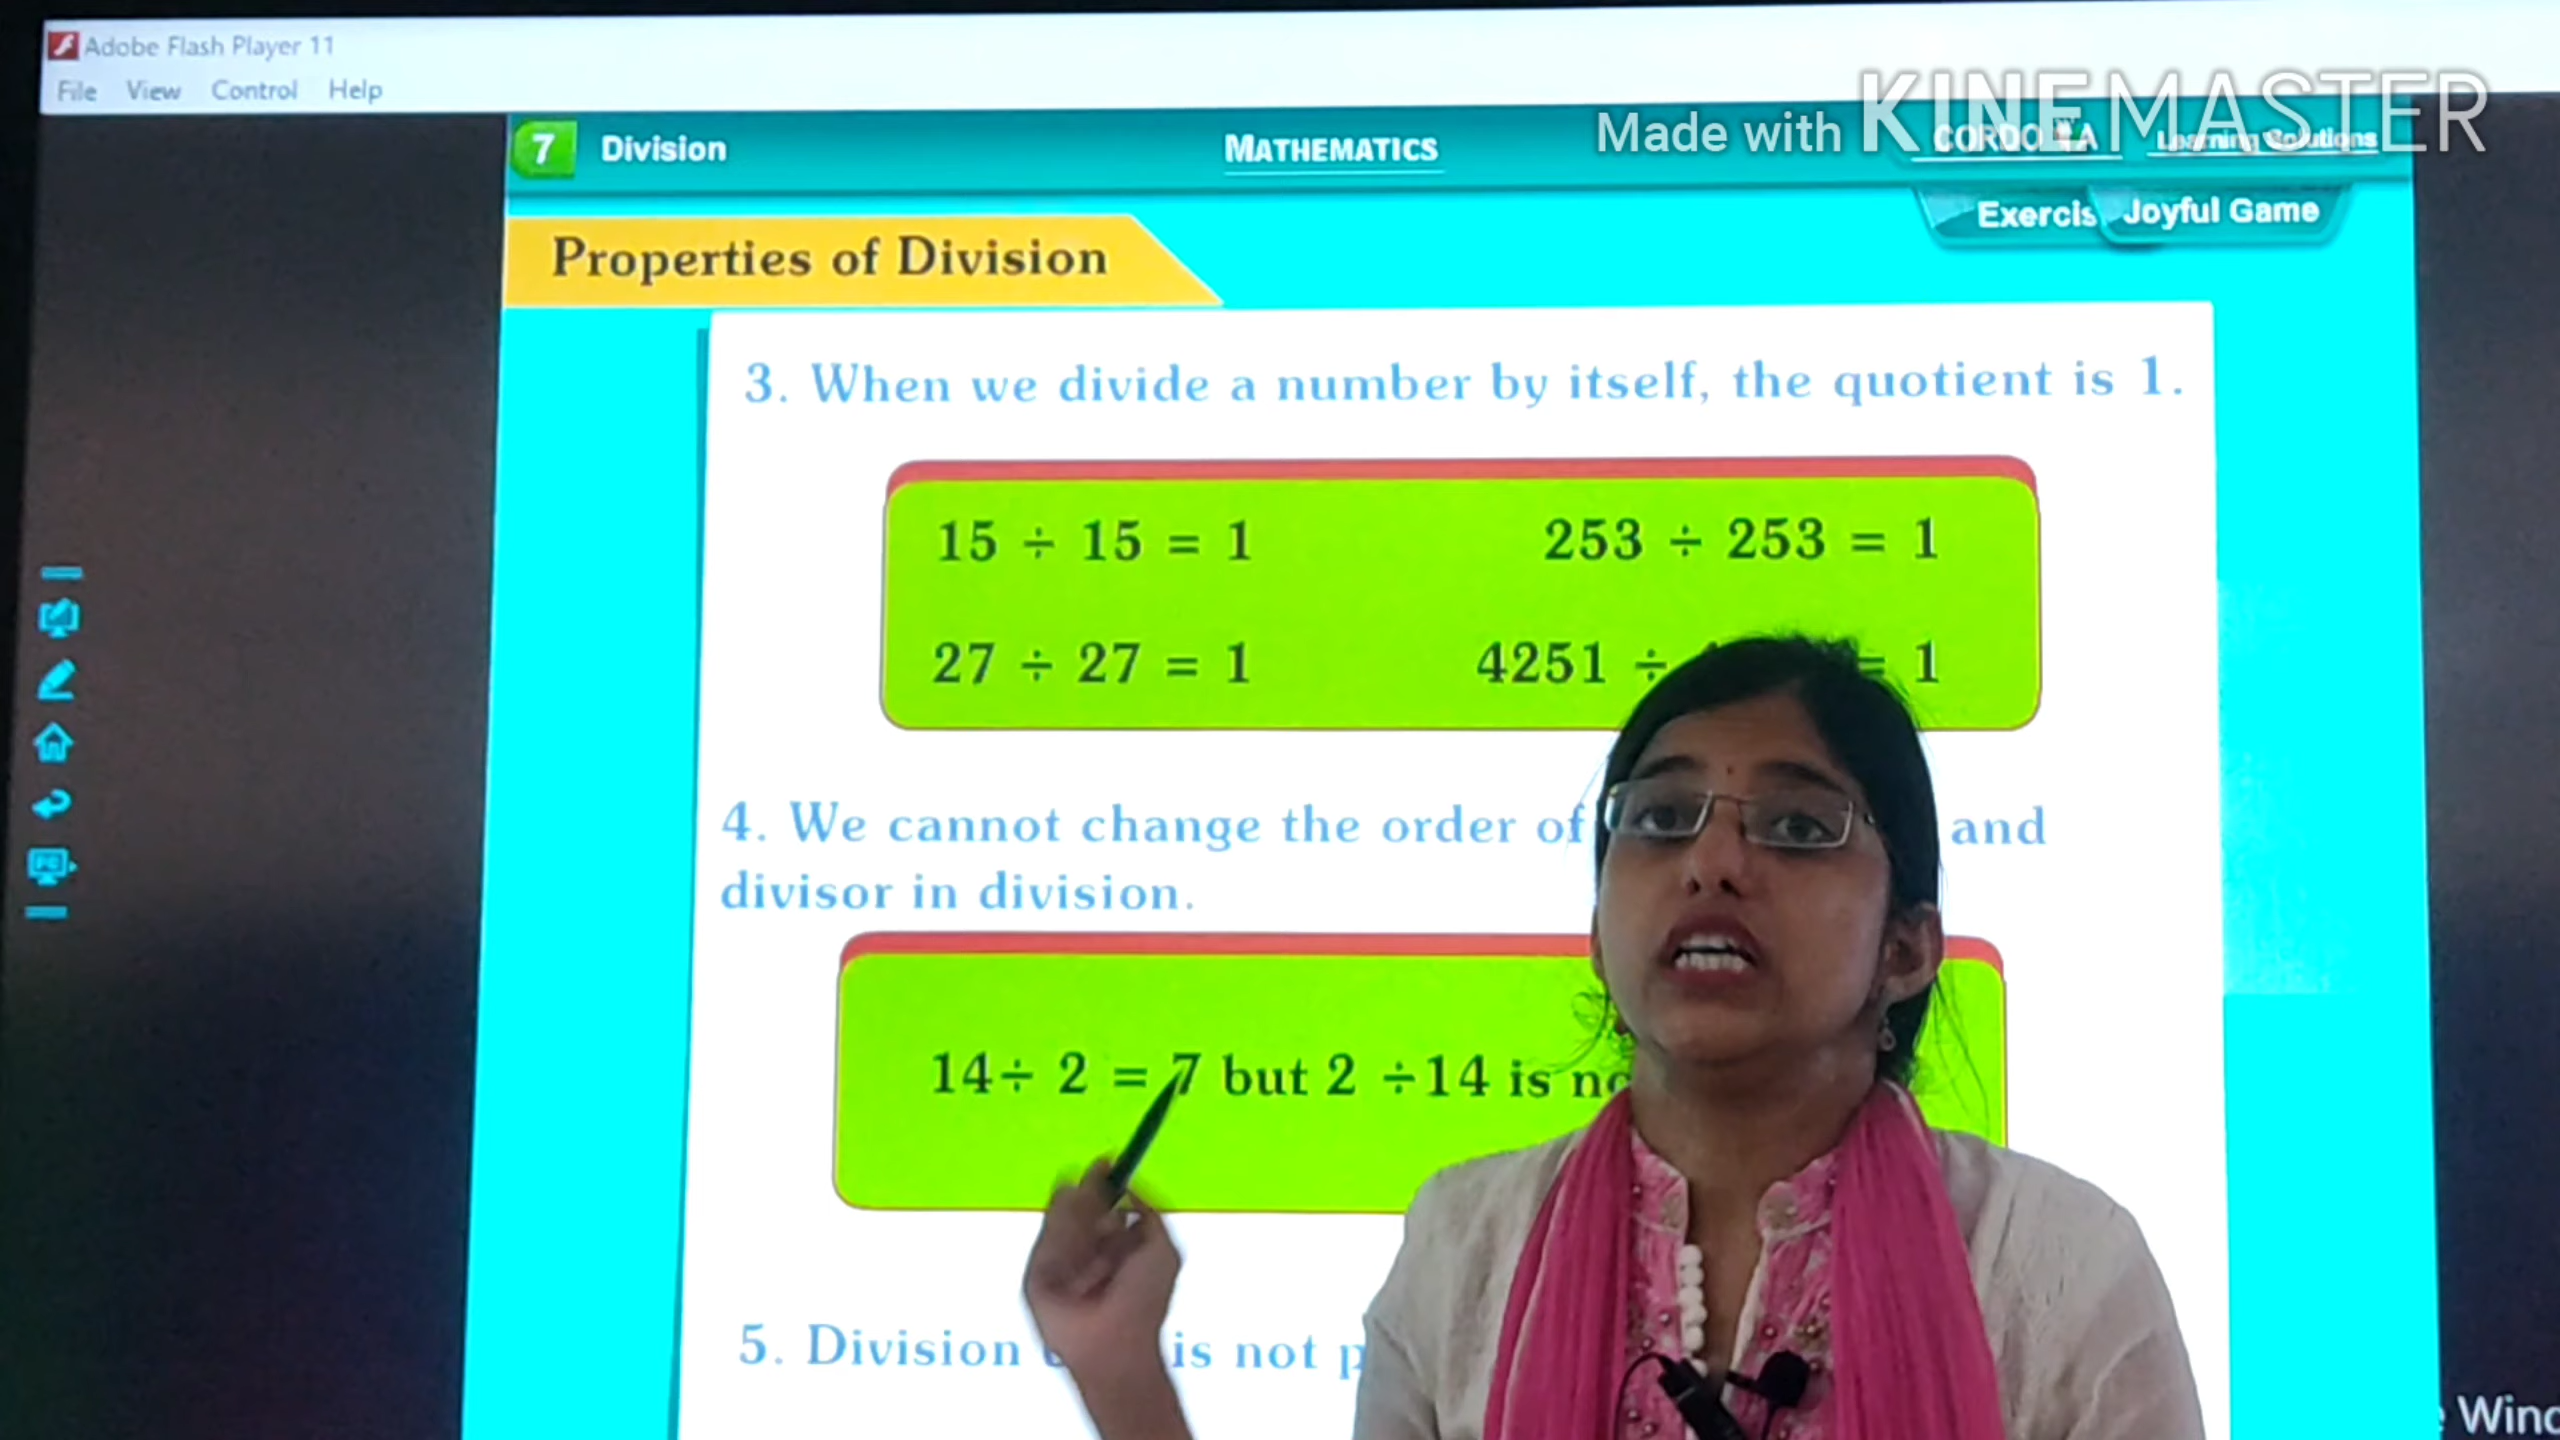 Adobe Flash Player 11
File View Control Help
Made with KINEMASTER
7 Division
MATHEMATICS
Learning Solutions
Exercis
Joyful Game
Properties of Division
3. When we divide a number by itself, the quotient is 1.
15 ÷ 15 = 1 253 ÷ 253 = 1
27 ÷ 27 = 1 4251 ÷ = 1
4. We cannot change the order of and
divisor in division.
14÷ 2 = 7 but 2 ÷14 is
5. Division is not